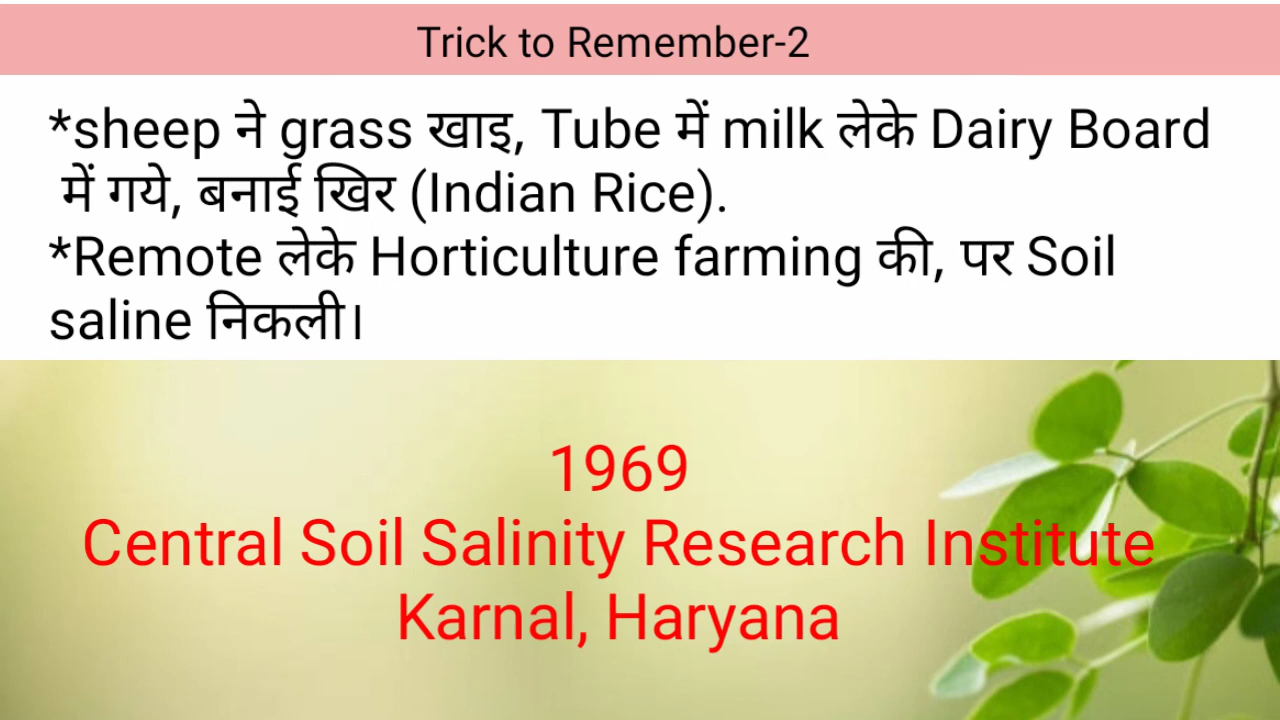 Trick to Remember-2
*sheep ने grass खाइ, Tube में milk लेके Dairy Board
में गये, बनाई खिर (Indian Rice).
*Remote लेके Horticulture farming की, पर Soil
saline निकली।
1969
Central Soil Salinity Research Institute
Karnal, Haryana